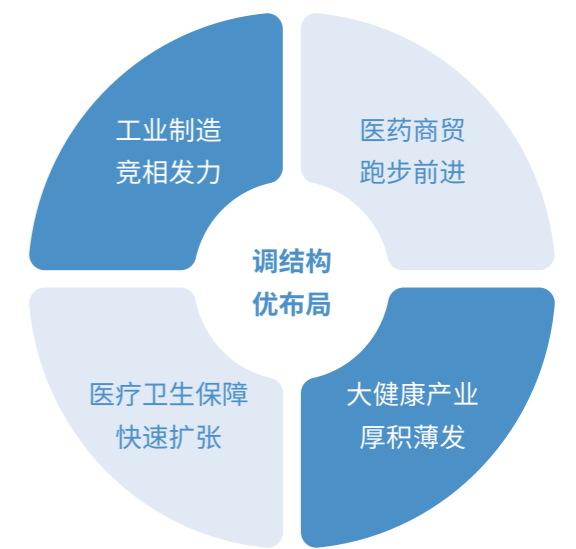 工业制造
竞相发力
医药商贸
跑步前进
调结构
优布局
医疗卫生保障
快速扩张
大健康产业
厚积薄发